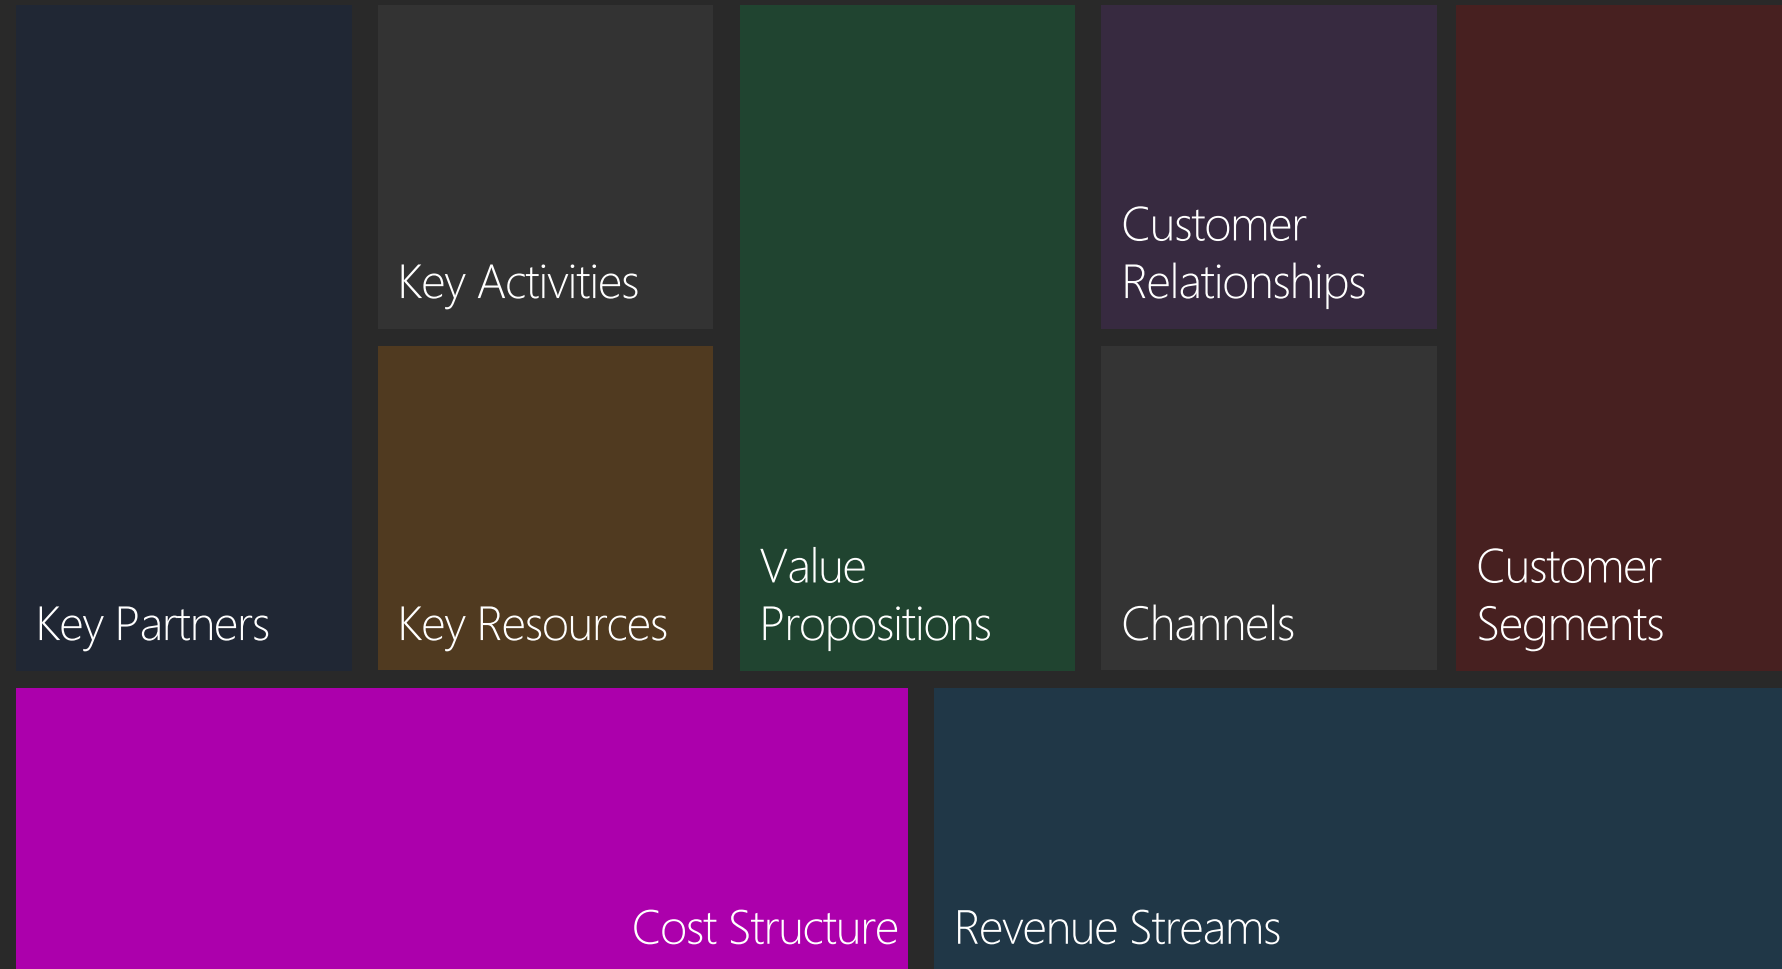 Key Partners
Key Activities
Key Resources
Value
Propositions
Customer
Relationships
Channels
Customer
Segments
Cost Structure
Revenue Streams